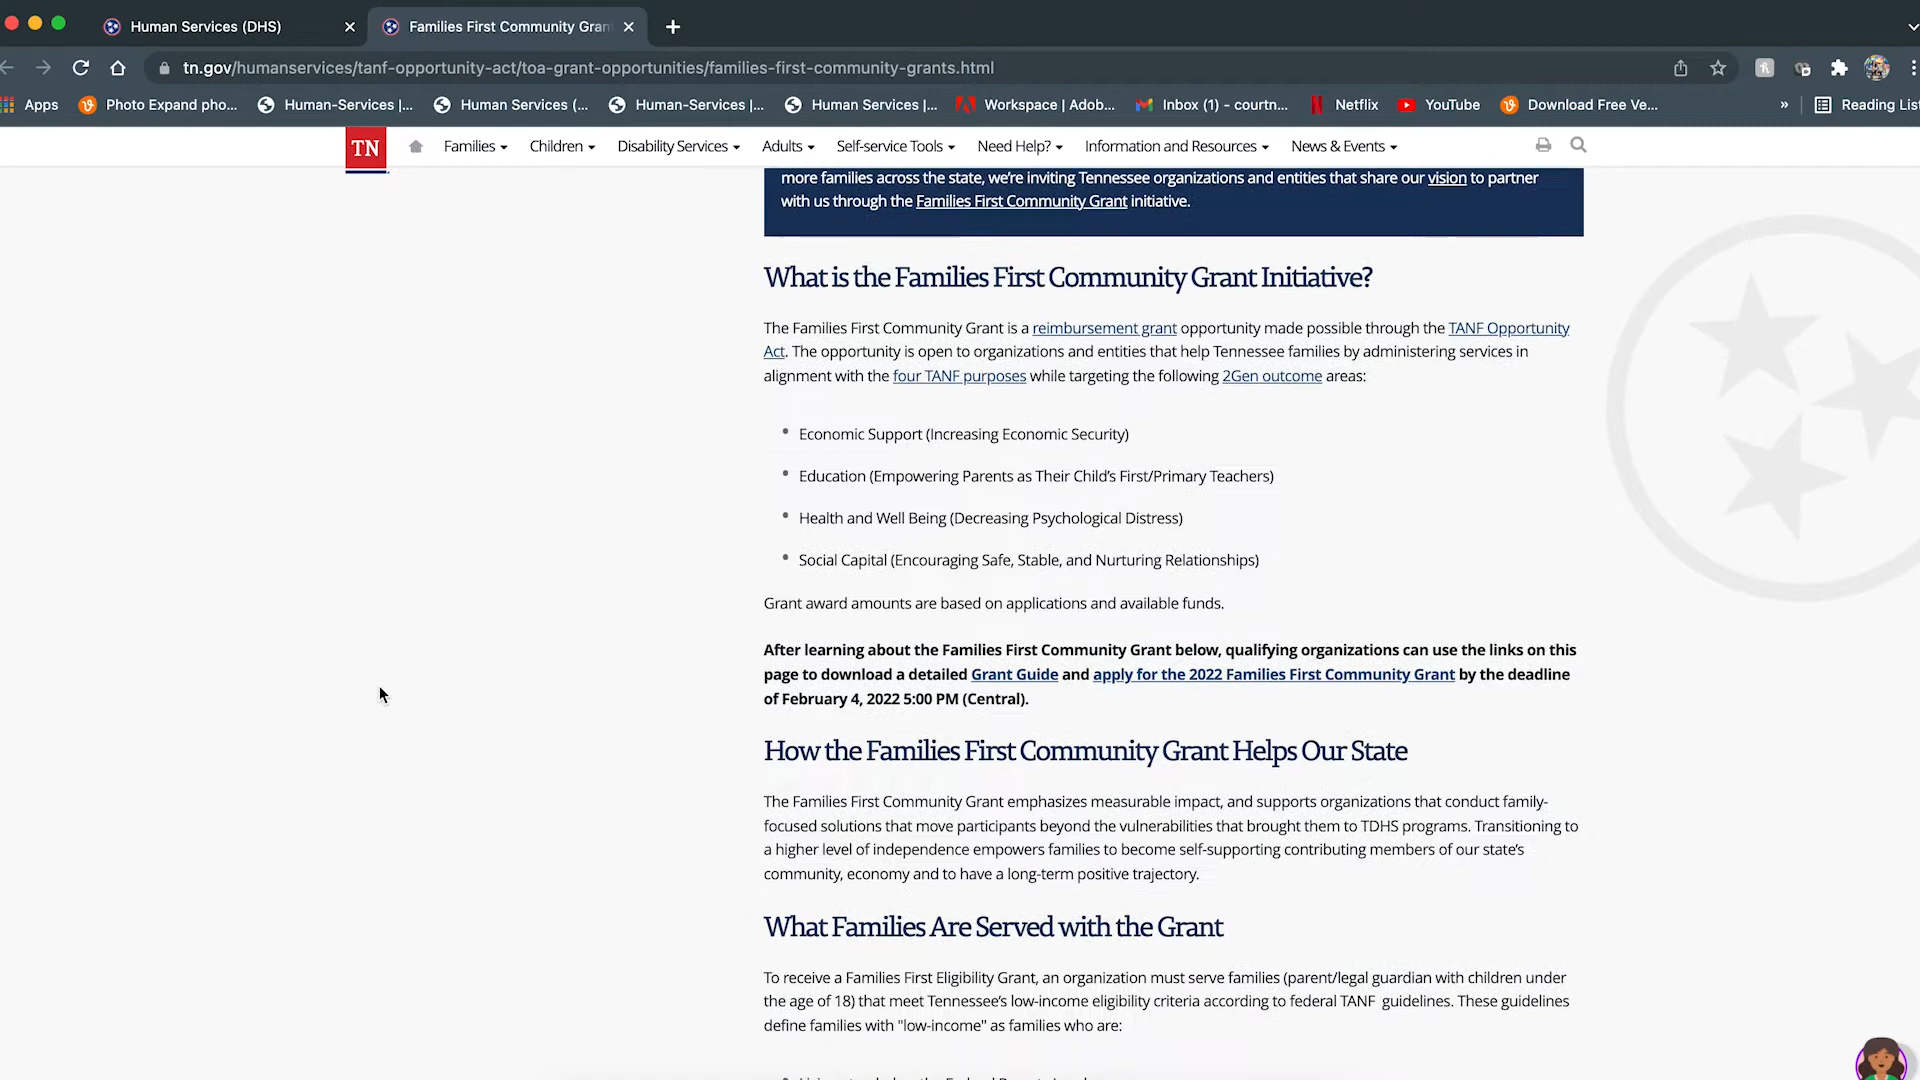 Human Services (DHS)
Families First Community Gran
tn.gov/humanservices/tanf-opportunity-act/toa-grant-opportunities/families-first-community-grants.html
Apps Photo Expand pho... Human-Services |... Human Services (... Human-Services |... Human Services |... Workspace | Adob... Inbox (1) - courtn... Netflix YouTube Download Free Ve... » Reading List
TN Families Children Disability Services Adults Self-service Tools Need Help? Information and Resources News & Events
more families across the state, we're inviting Tennessee organizations and entities that share our vision to partner
with us through the Families First Community Grant initiative.
What is the Families First Community Grant Initiative?
The Families First Community Grant is a reimbursement grant opportunity made possible through the TANF Opportunity
Act. The opportunity is open to organizations and entities that help Tennessee families by administering services in
alignment with the four TANF purposes while targeting the following 2Gen outcome areas:
• Economic Support (Increasing Economic Security)
• Education (Empowering Parents as Their Child's First/Primary Teachers)
• Health and Well Being (Decreasing Psychological Distress)
• Social Capital (Encouraging Safe, Stable, and Nurturing Relationships)
Grant award amounts are based on applications and available funds.
After learning about the Families First Community Grant below, qualifying organizations can use the links on this
page to download a detailed Grant Guide and apply for the 2022 Families First Community Grant by the deadline
of February 4, 2022 5:00 PM (Central).
How the Families First Community Grant Helps Our State
The Families First Community Grant emphasizes measurable impact, and supports organizations that conduct family-
focused solutions that move participants beyond the vulnerabilities that brought them to TDHS programs. Transitioning to
a higher level of independence empowers families to become self-supporting contributing members of our state's
community, economy and to have a long-term positive trajectory.
What Families Are Served with the Grant
To receive a Families First Eligibility Grant, an organization must serve families (parent/legal guardian with children under
the age of 18) that meet Tennessee's low-income eligibility criteria according to federal TANF guidelines. These guidelines
define families with "low-income" as families who are: